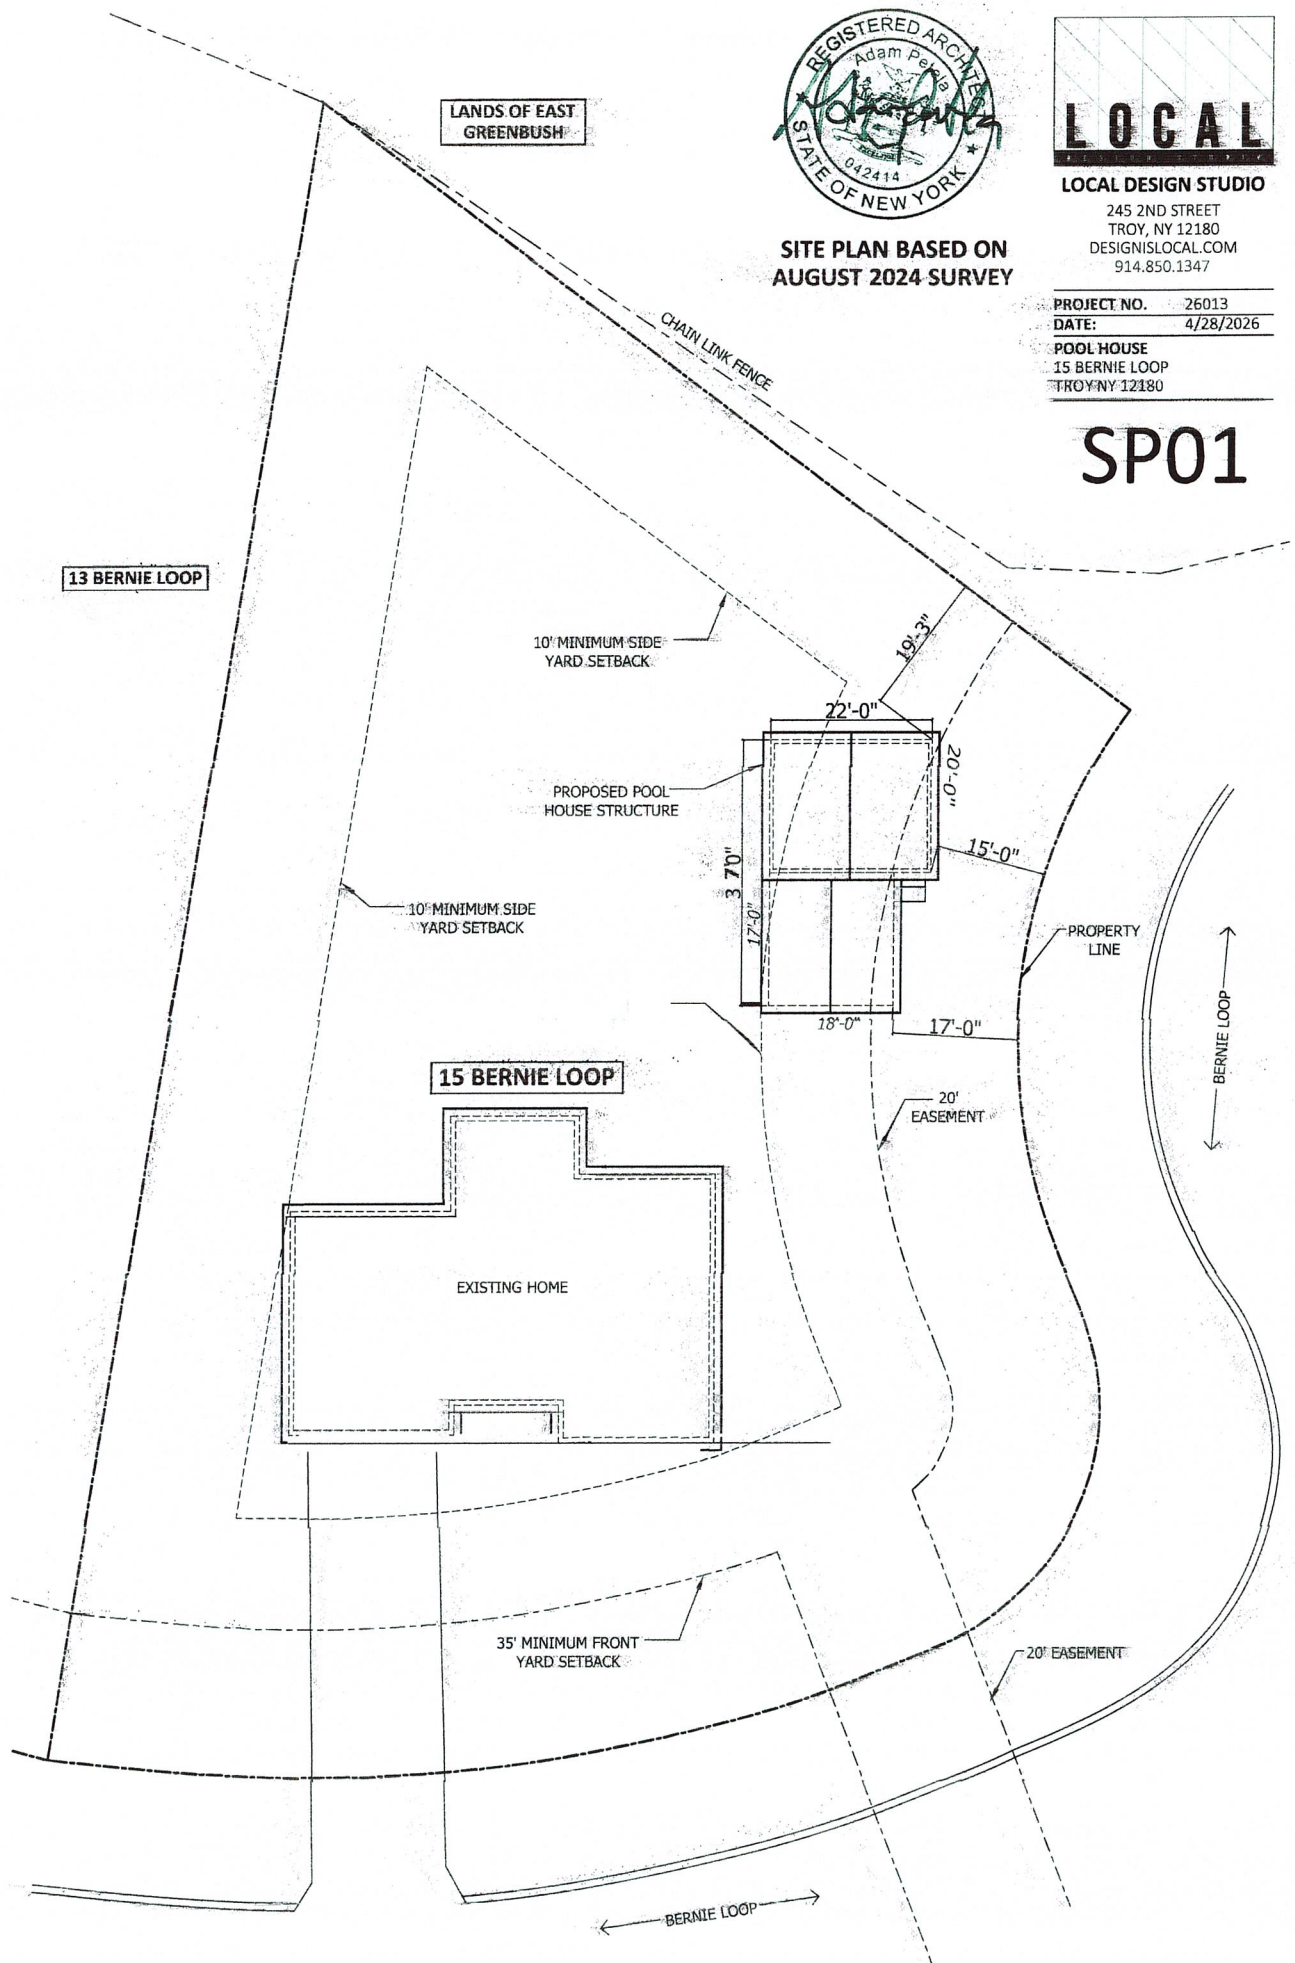 LANDS OF EAST
GREENBUSH
REGISTERED ARCHITECT
Adam Petela
042414
STATE OF NEW YORK
SITE PLAN BASED ON
AUGUST 2024 SURVEY
LOCAL
LOCAL DESIGN STUDIO
245 2ND STREET
TROY, NY 12180
DESIGNISLOCAL.COM
914.850.1347
PROJECT NO. 26013
DATE: 4/28/2026
POOL HOUSE
15 BERNIE LOOP
TROY NY 12180
SP01
CHAIN LINK FENCE
13 BERNIE LOOP
10' MINIMUM SIDE
YARD SETBACK
19'-3"
22'-0"
20'-0"
PROPOSED POOL
HOUSE STRUCTURE
37'0"
15'-0"
17'-0"
10' MINIMUM SIDE
YARD SETBACK
PROPERTY
LINE
18'-0"
17'-0"
BERNIE LOOP
15 BERNIE LOOP
20'
EASEMENT
EXISTING HOME
35' MINIMUM FRONT
YARD SETBACK
20' EASEMENT
BERNIE LOOP